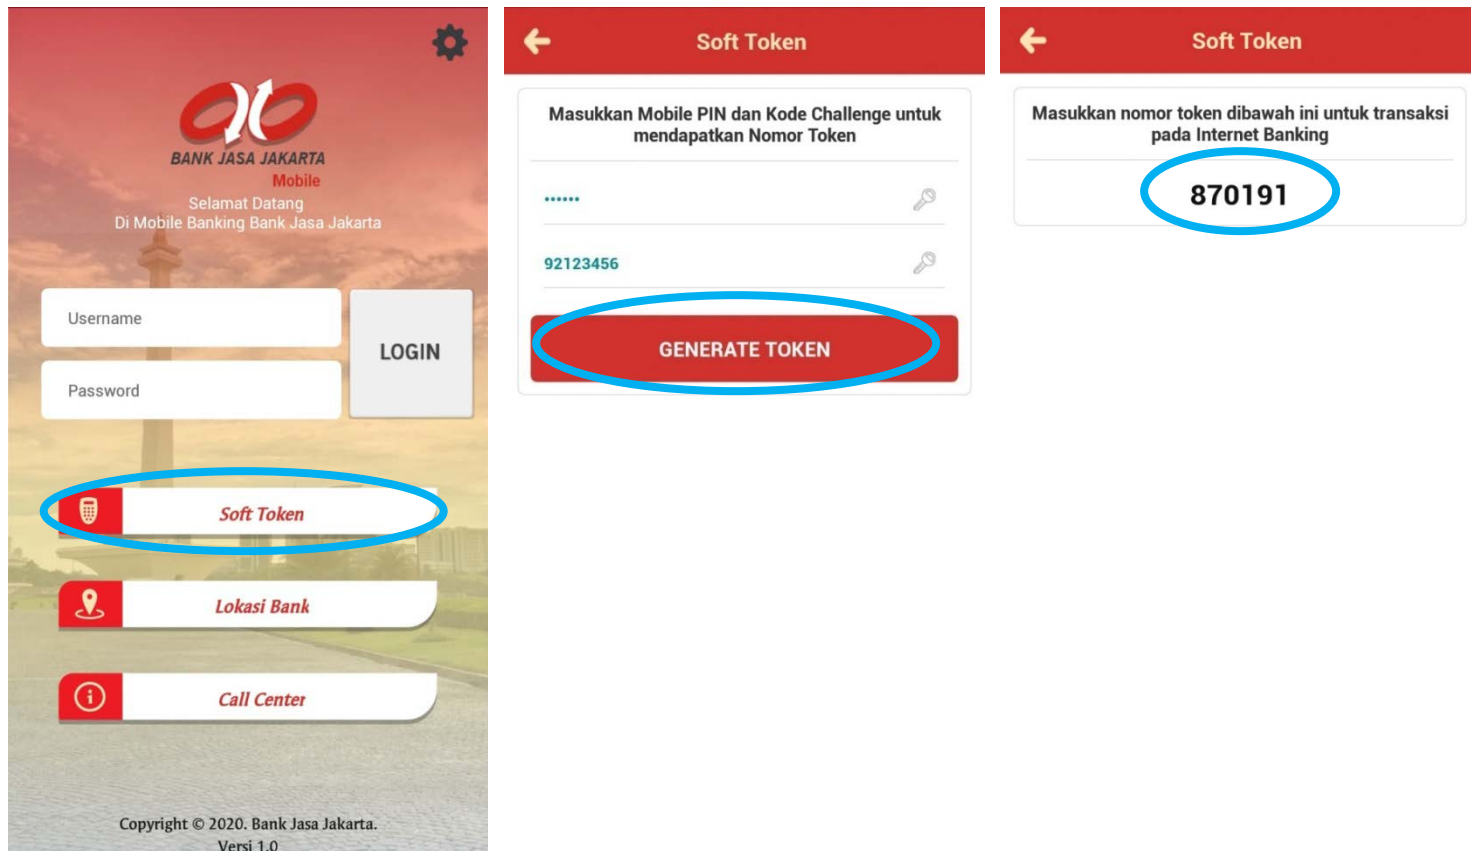 BANK JASA JAKARTA
Mobile
Selamat Datang
Di Mobile Banking Bank Jasa Jakarta
Username
Password
LOGIN
Soft Token
Lokasi Bank
Call Center
Copyright © 2020. Bank Jasa Jakarta.
Versi 1.0
Soft Token
Masukkan Mobile PIN dan Kode Challenge untuk
mendapatkan Nomor Token
••••••
92123456
GENERATE TOKEN
Soft Token
Masukkan nomor token dibawah ini untuk transaksi
pada Internet Banking
870191